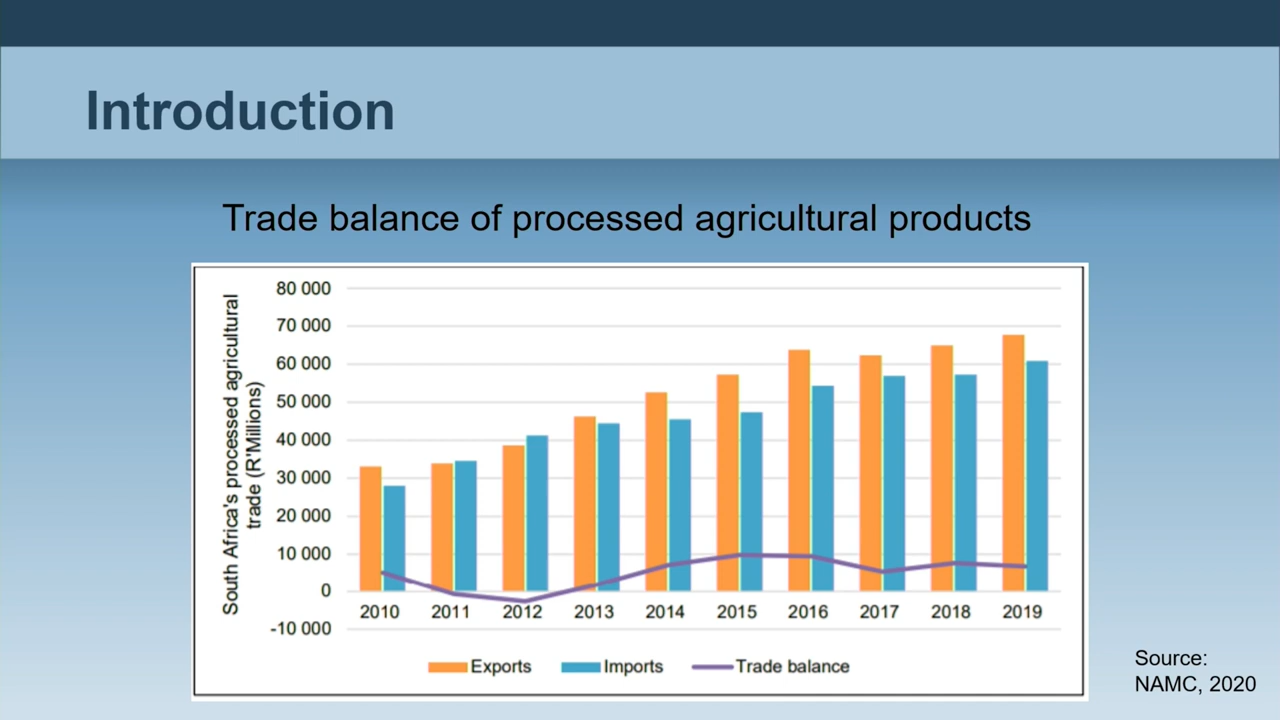 Introduction
Trade balance of processed agricultural products
South Africa's processed agricultural
trade (R'Millions)
80 000
70 000
60 000
50 000
40 000
30 000
20 000
10 000
0
-10 000
2010 2011 2012 2013 2014 2015 2016 2017 2018 2019
Exports Imports Trade balance
Source:
NAMC, 2020